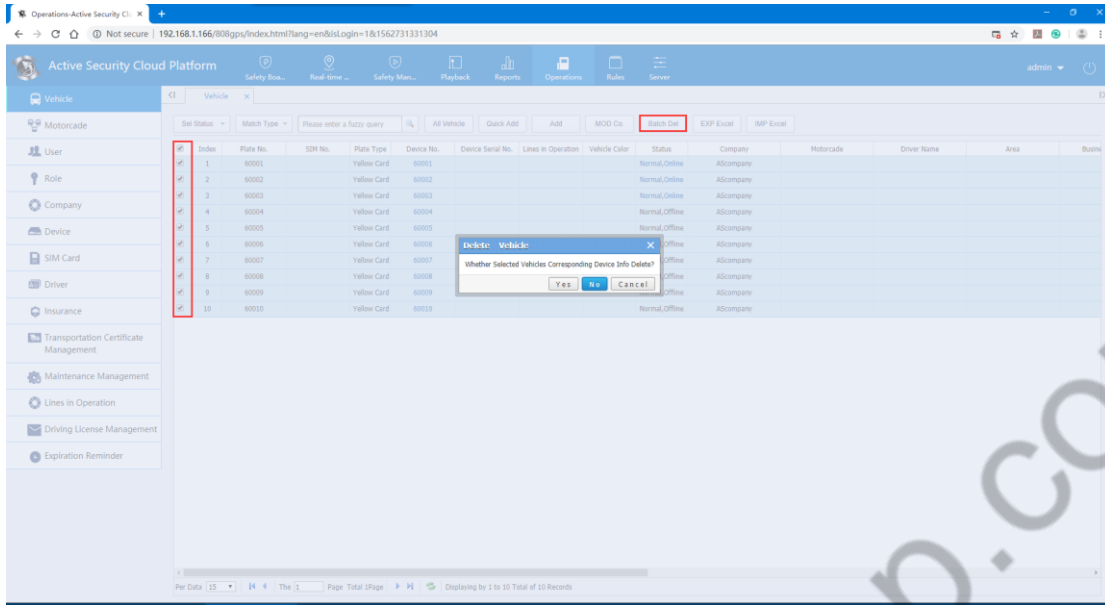 Operations-Active Security Cl
Not secure | 192.168.1.166/808gps/index.html?lang=en&isLogin=1&1562731331304
Active Security Cloud Platform
Safety Boa...
Real-time ...
Safety Man...
Playback
Reports
Operations
Rules
Server
admin
Vehicle
Motorcade
User
Role
Company
Device
SIM Card
Driver
Insurance
Transportation Certificate
Management
Maintenance Management
Lines in Operation
Driving License Management
Expiration Reminder
Vehicle
Sel Status Match Type Please enter a fuzzy query All Vehicle Quick Add Add MOD Co. Batch Del EXP Excel IMP Excel
Index Plate No. SIM No. Plate Type Device No. Device Serial No. Lines in Operation Vehicle Color Status Company Motorcade Driver Name Area Busine
1 60001 Yellow Card 60001 Normal,Online AScompany
2 60002 Yellow Card 60002 Normal,Online AScompany
3 60003 Yellow Card 60003 Normal,Online AScompany
4 60004 Yellow Card 60004 Normal,Offline AScompany
5 60005 Yellow Card 60005 Normal,Offline AScompany
6 60006 Yellow Card 60006 Offline AScompany
7 60007 Yellow Card 60007 Offline AScompany
8 60008 Yellow Card 60008 Offline AScompany
9 60009 Yellow Card 60009 Offline AScompany
10 60010 Yellow Card 60010 Normal,Offline AScompany
Delete Vehicle
Whether Selected Vehicles Corresponding Device Info Delete?
Yes No Cancel
Per Data 15 The 1 Page Total 1Page Displaying by 1 to 10 Total of 10 Records